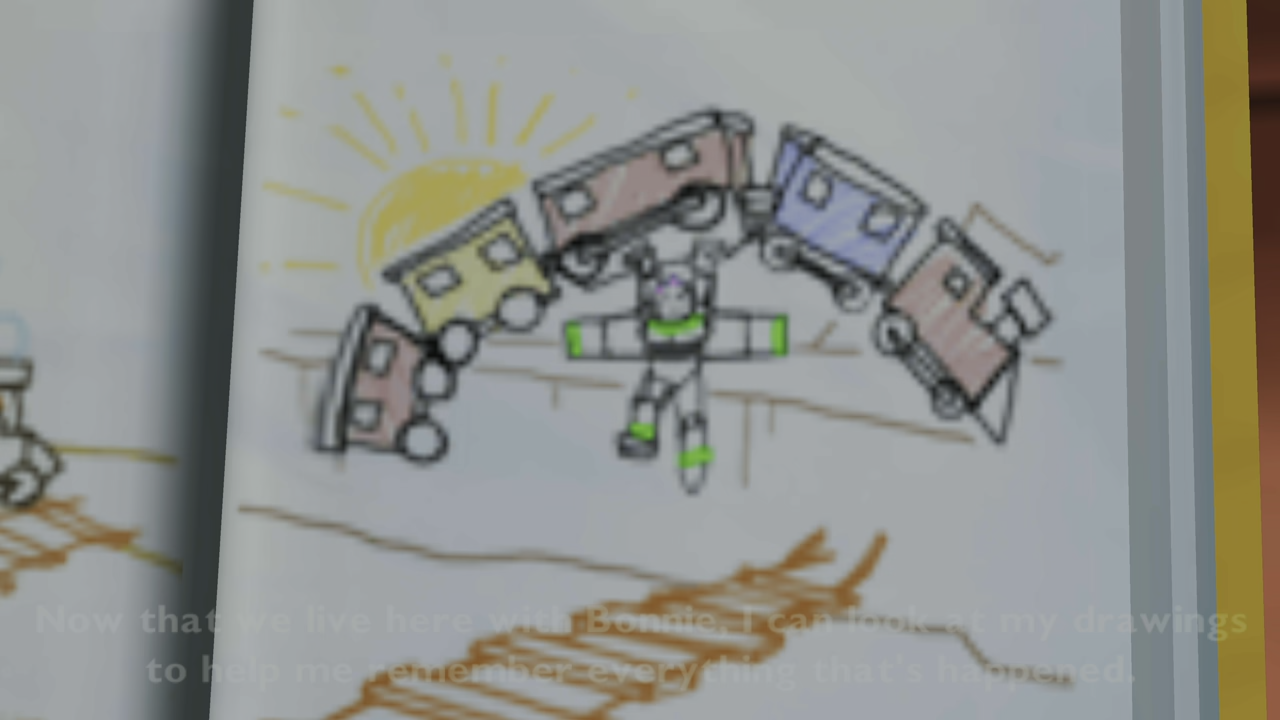 Now that we live here with Bonnie, I can look at my drawings
to help me remember everything that's happened.